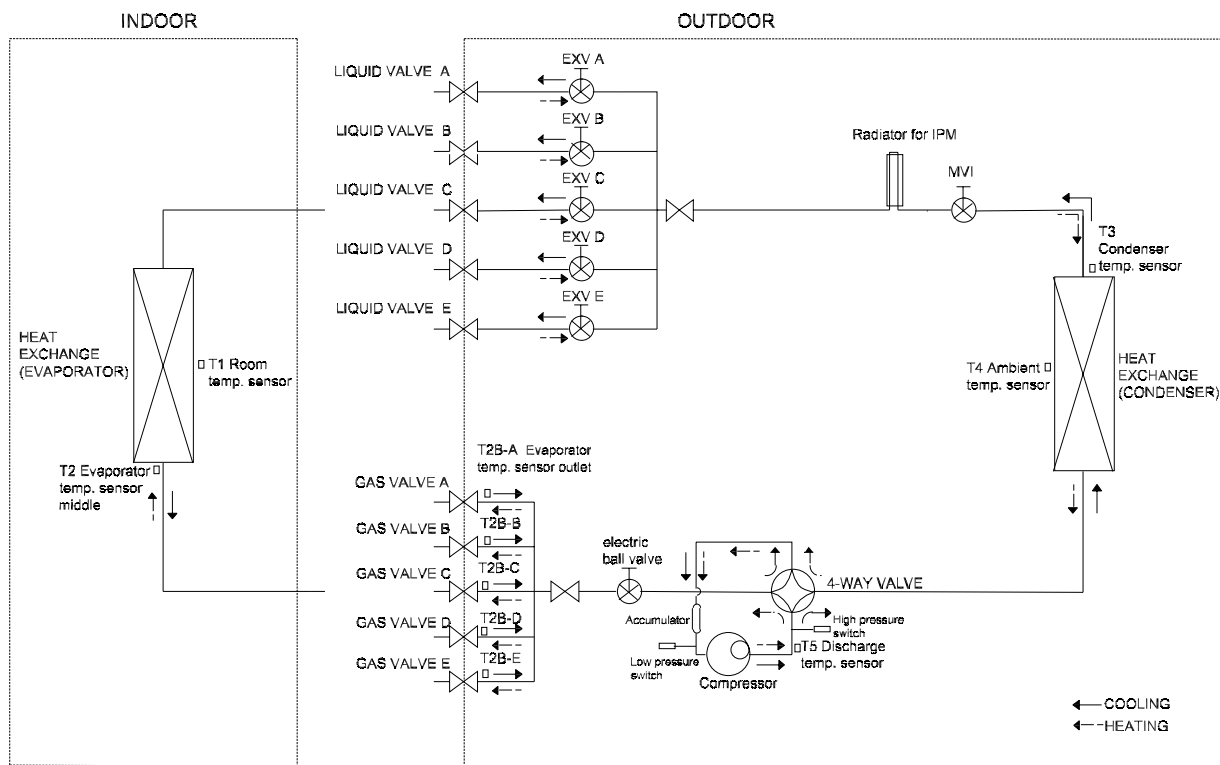 INDOOR
OUTDOOR
LIQUID VALVE A
EXV A
LIQUID VALVE B
EXV B
LIQUID VALVE C
EXV C
LIQUID VALVE D
EXV D
LIQUID VALVE E
EXV E
Radiator for IPM
MVI
T3
Condenser
temp. sensor
HEAT
EXCHANGE
(EVAPORATOR)
T1 Room
temp. sensor
T4 Ambient
temp. sensor
HEAT
EXCHANGE
(CONDENSER)
T2 Evaporator
temp. sensor
middle
T2B-A Evaporator
temp. sensor outlet
GAS VALVE A
GAS VALVE B
T2B-B
GAS VALVE C
T2B-C
GAS VALVE D
T2B-D
GAS VALVE E
T2B-E
electric
ball valve
4-WAY VALVE
Accumulator
High pressure
switch
Low pressure
switch
Compressor
T5 Discharge
temp. sensor
COOLING
HEATING